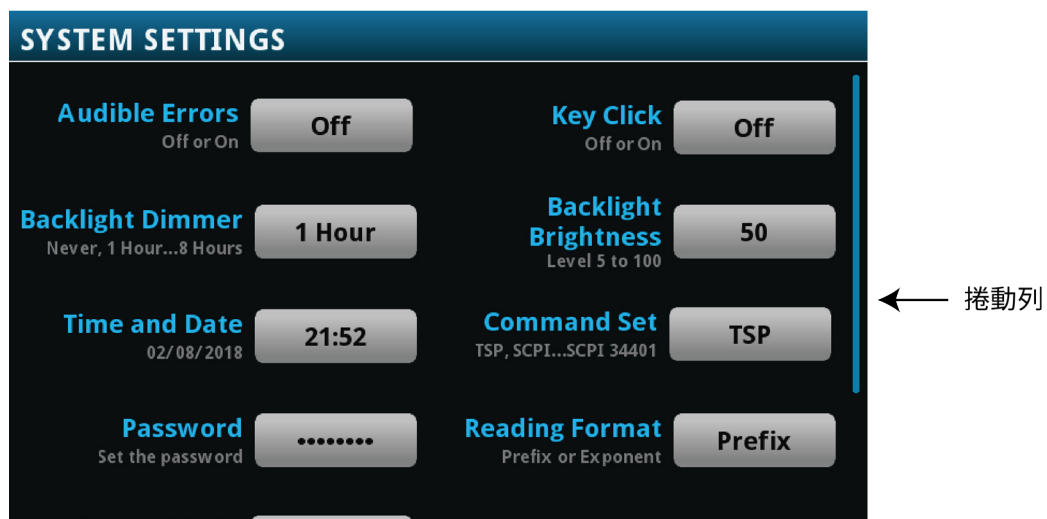 SYSTEM SETTINGS
Audible Errors
Off or On
Off
Key Click
Off or On
Off
Backlight Dimmer
Never, 1 Hour...8 Hours
1 Hour
Backlight
Brightness
Level 5 to 100
50
捲動列
Time and Date
02/08/2018
21:52
Command Set
TSP, SCPI...SCPI 34401
TSP
Password
Set the password
••••••••
Reading Format
Prefix or Exponent
Prefix